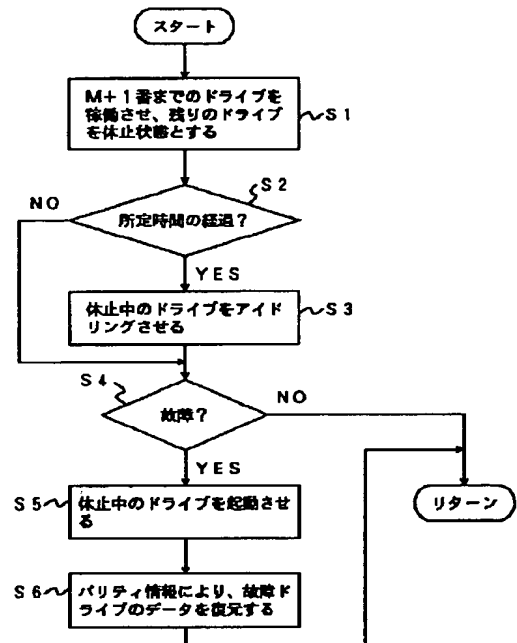 スタート
M+1番までのドライブを
稼働させ、残りのドライブ
を休止状態とする
S1
S2
NO
所定時間の経過?
YES
休止中のドライブをアイド
リングさせる
S3
S4
NO
故障?
YES
リターン
S5
休止中のドライブを起動させ
る
S6
パリティ情報により、故障ド
ライブのデータを復元する